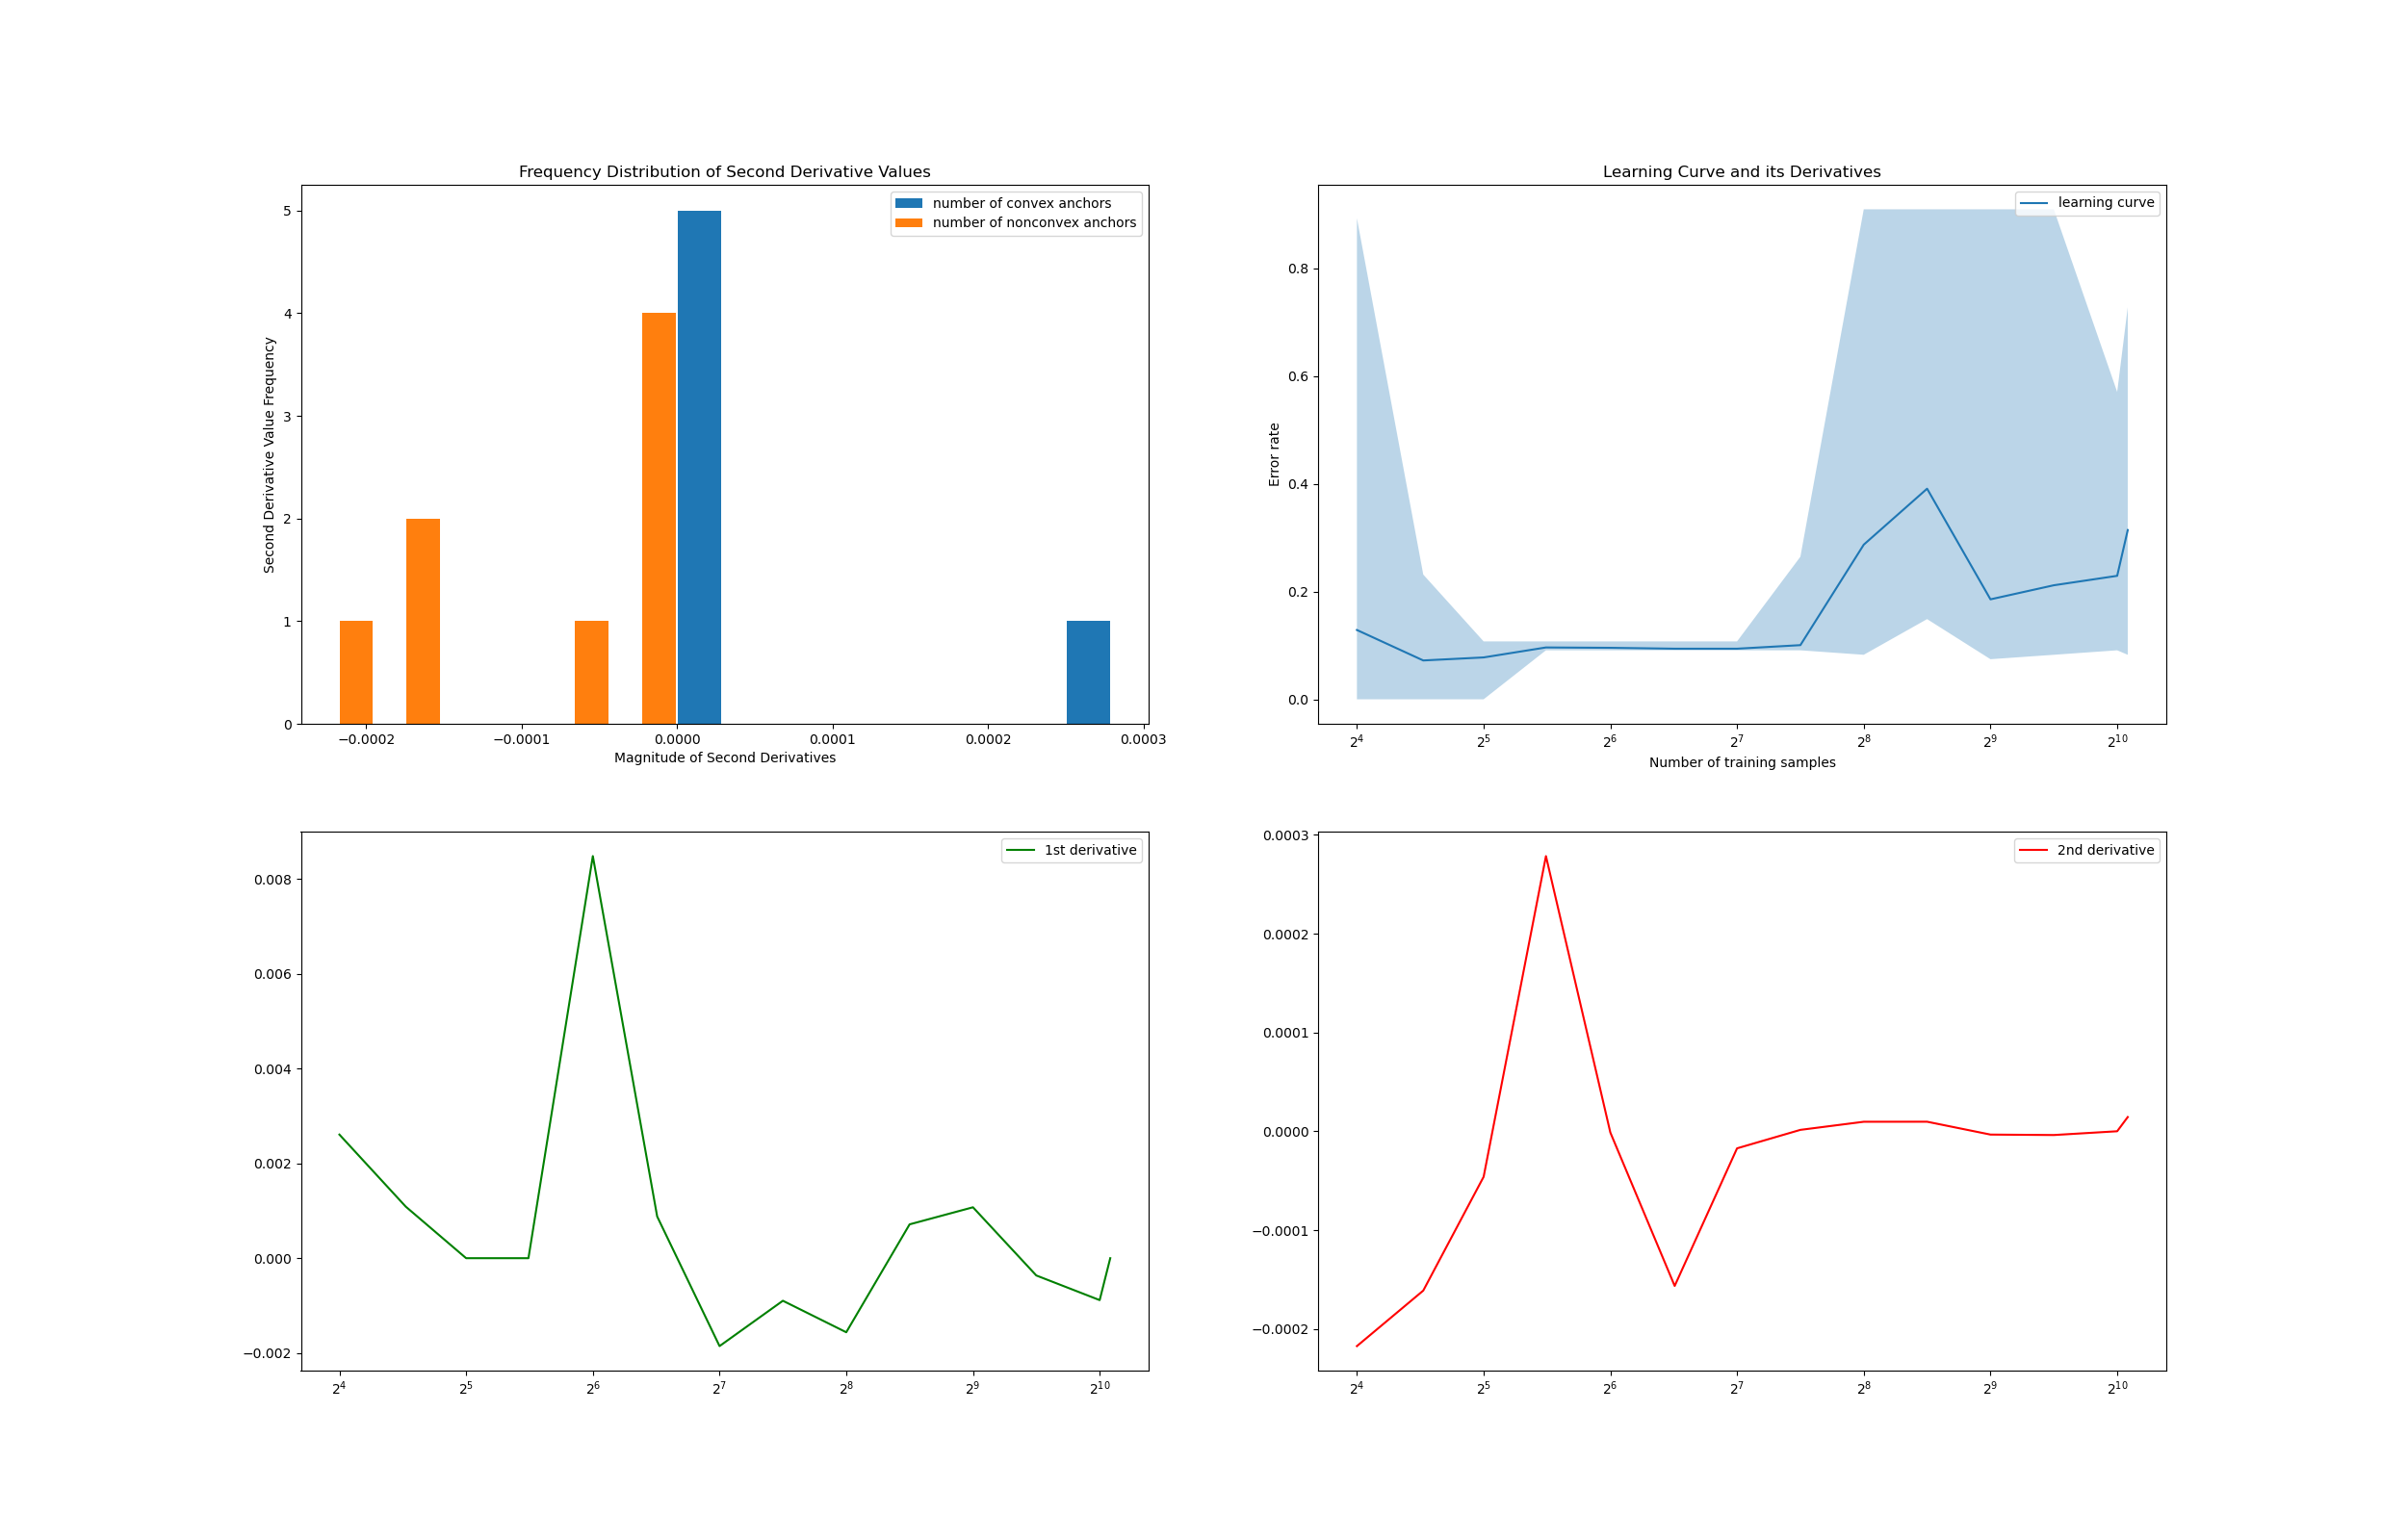 Frequency Distribution of Second Derivative Values
number of convex anchors
number of nonconvex anchors
Second Derivative Value Frequency
5
4
3
2
1
0
−0.0002 −0.0001 0.0000 0.0001 0.0002 0.0003
Magnitude of Second Derivatives
Learning Curve and its Derivatives
learning curve
Error rate
0.8
0.6
0.4
0.2
0.0
2^4 2^5 2^6 2^7 2^8 2^9 2^10
Number of training samples
1st derivative
0.008
0.006
0.004
0.002
0.000
−0.002
2^4 2^5 2^6 2^7 2^8 2^9 2^10
2nd derivative
0.0003
0.0002
0.0001
0.0000
−0.0001
−0.0002
2^4 2^5 2^6 2^7 2^8 2^9 2^10